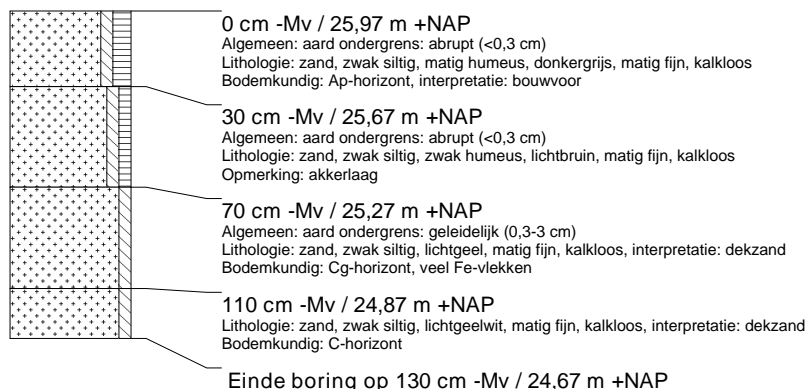 0 cm -Mv / 25,97 m +NAP
Algemeen: aard ondergrens: abrupt (<0,3 cm)
Lithologie: zand, zwak siltig, matig humeus, donkergrijs, matig fijn, kalkloos
Bodemkundig: Ap-horizont, interpretatie: bouwvoor
30 cm -Mv / 25,67 m +NAP
Algemeen: aard ondergrens: abrupt (<0,3 cm)
Lithologie: zand, zwak siltig, zwak humeus, lichtbruin, matig fijn, kalkloos
Opmerking: akkerlaag
70 cm -Mv / 25,27 m +NAP
Algemeen: aard ondergrens: geleidelijk (0,3-3 cm)
Lithologie: zand, zwak siltig, lichtgeel, matig fijn, kalkloos, interpretatie: dekzand
Bodemkundig: Cg-horizont, veel Fe-vlekken
110 cm -Mv / 24,87 m +NAP
Lithologie: zand, zwak siltig, lichtgeelwit, matig fijn, kalkloos, interpretatie: dekzand
Bodemkundig: C-horizont
Einde boring op 130 cm -Mv / 24,67 m +NAP